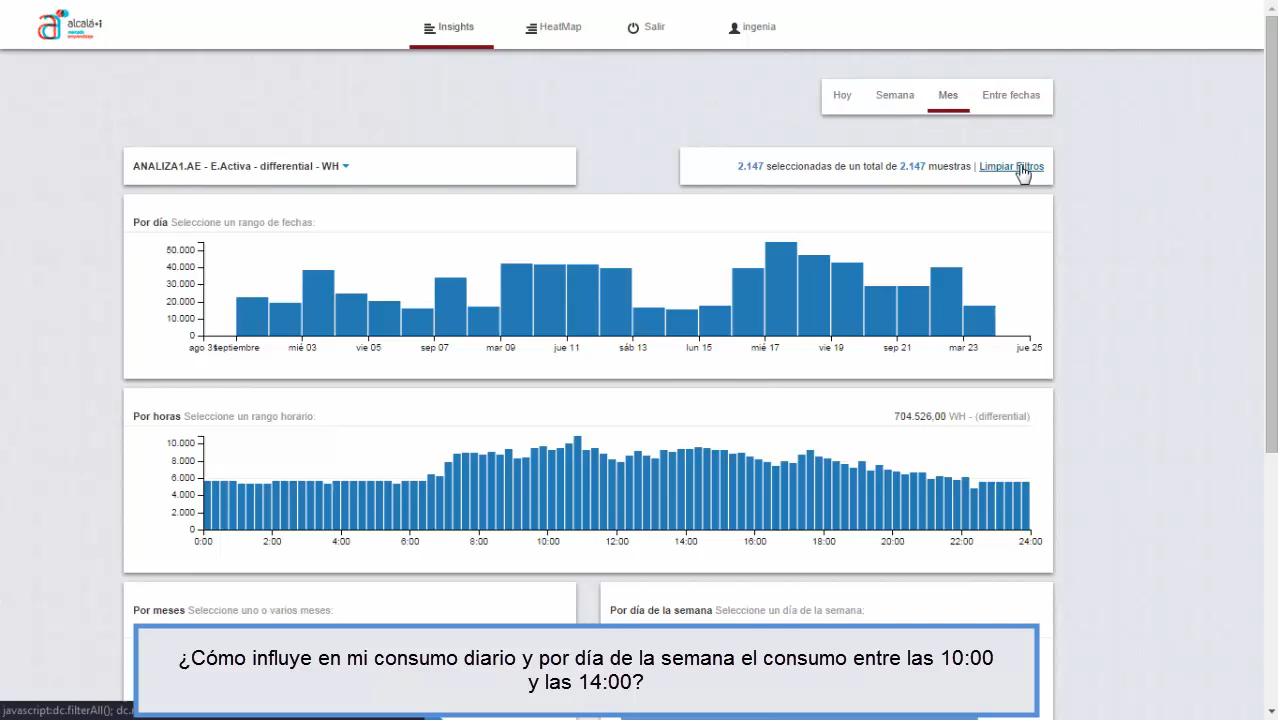 alcalá+i
mercado
emprendizaje
Insights
HeatMap
Salir
ingenia
Hoy
Semana
Mes
Entre fechas
ANALIZA1.AE - E.Activa - differential - WH
2.147 seleccionadas de un total de 2.147 muestras | Limpiar Filtros
Por día Seleccione un rango de fechas:
50.000
40.000
30.000
20.000
10.000
0
ago 31 septiembre mié 03 vie 05 sep 07 mar 09 jue 11 sáb 13 lun 15 mié 17 vie 19 sep 21 mar 23 jue 25
Por horas Seleccione un rango horario:
704.526,00 WH - (differential)
10.000
8.000
6.000
4.000
2.000
0
0:00 2:00 4:00 6:00 8:00 10:00 12:00 14:00 16:00 18:00 20:00 22:00 24:00
Por meses Seleccione uno o varios meses:
Por día de la semana Seleccione un día de la semana:
¿Cómo influye en mi consumo diario y por día de la semana el consumo entre las 10:00
y las 14:00?
javascript:dc.filterAll(); dc.